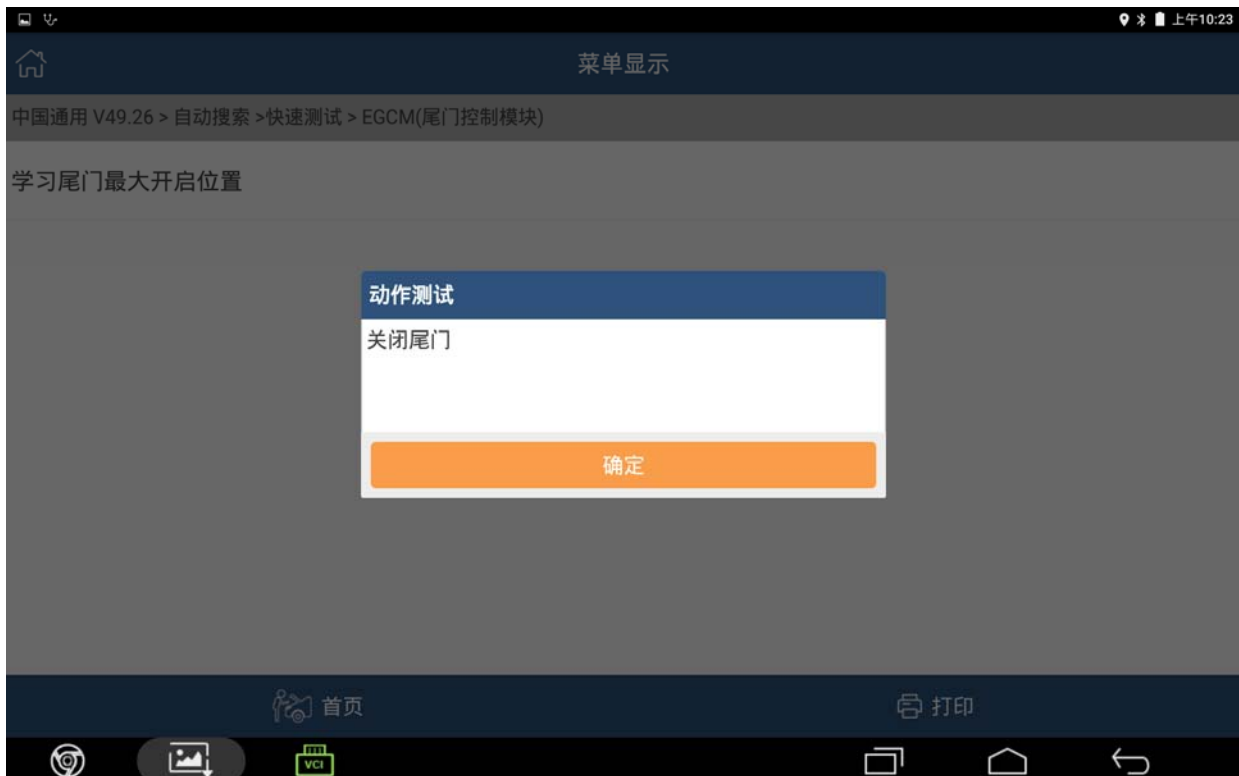 上午10:23
菜单显示
中国通用 V49.26 > 自动搜索 >快速测试 > EGCM(尾门控制模块)
学习尾门最大开启位置
动作测试
关闭尾门
确定
首页
打印
VCI